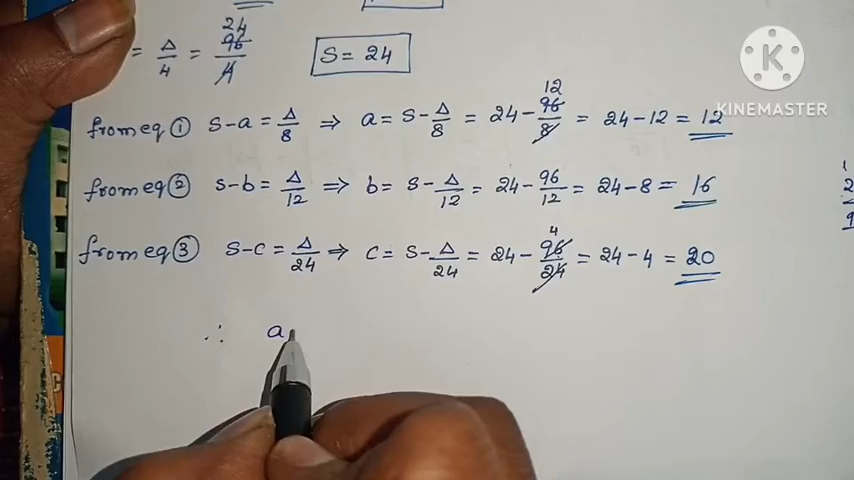 = Δ/4 = 96/4 24 S = 24
from eq ① s-a = Δ/8 ⇒ a = s - Δ/8 = 24 - 96/8 12 = 24 - 12 = 12
from eq ② s-b = Δ/12 ⇒ b = s - Δ/12 = 24 - 96/12 = 24 - 8 = 16
from eq ③ s-c = Δ/24 ⇒ c = s - Δ/24 = 24 - 96/24 4 = 24 - 4 = 20
∴ a
KINEMASTER